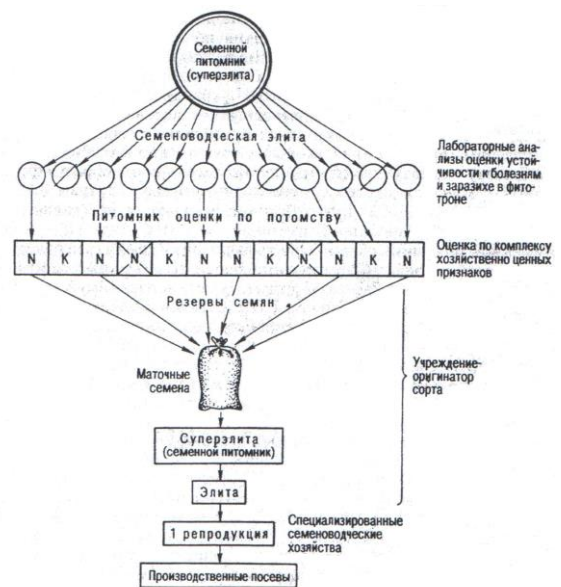 Семенной
питомник
(суперэлита)
Семеноводческая элита
Лабораторные ана-
лизы оценки устой-
чивости к болезням
и заразихе в фито-
троне
Питомник оценки по потомству
N K N N K N N K N N K N
Оценка по комплексу
хозяйственно ценных
признаков
Резервы семян
Маточные
семена
Учреждение-
оригинатор
сорта
Суперэлита
(семенной питомник)
Элита
1 репродукция
Специализированные
семеноводческие
хозяйства
Производственные посевы